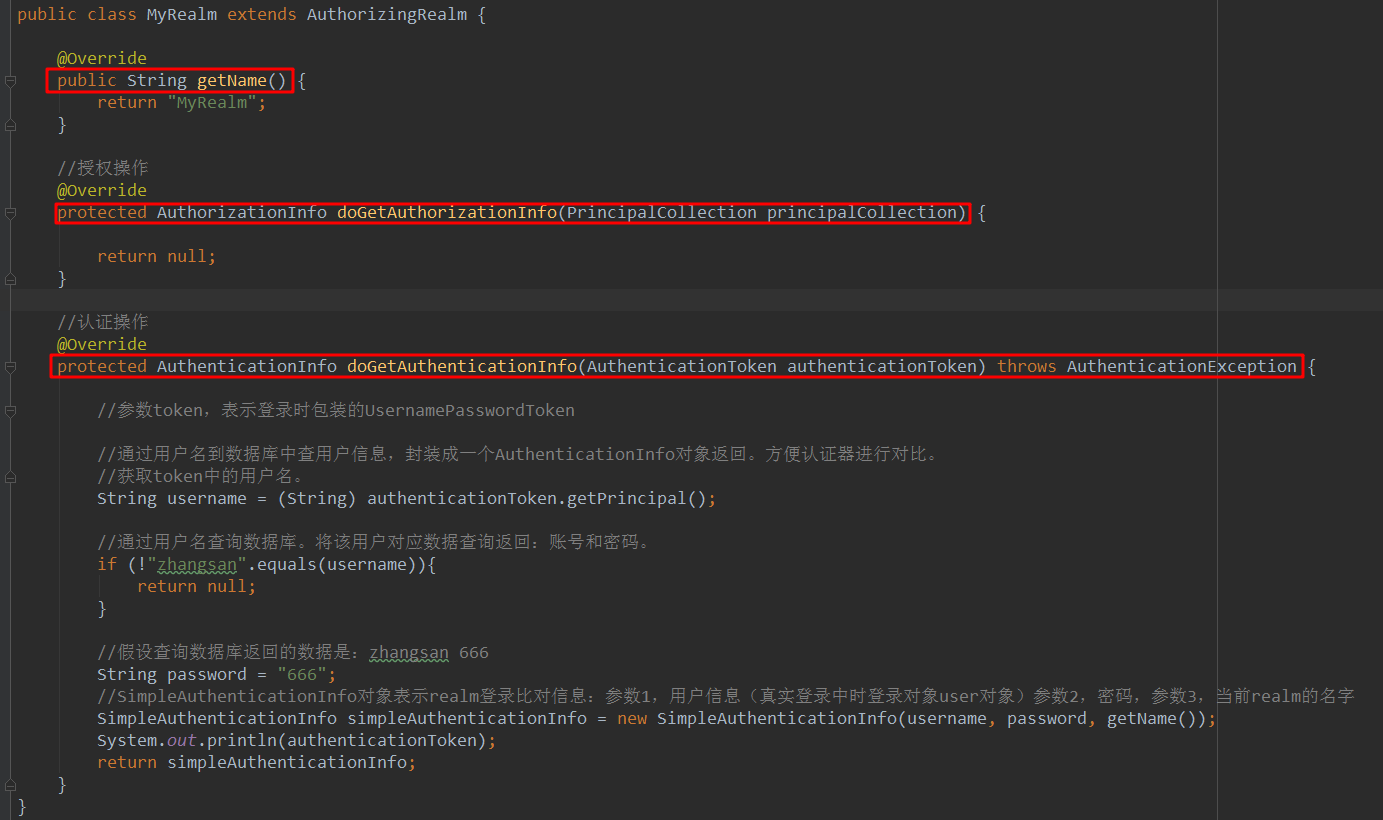 public class MyRealm extends AuthorizingRealm {
@Override
public String getName() {
return "MyRealm";
}
//授权操作
@Override
protected AuthorizationInfo doGetAuthorizationInfo(PrincipalCollection principalCollection) {
return null;
}
//认证操作
@Override
protected AuthenticationInfo doGetAuthenticationInfo(AuthenticationToken authenticationToken) throws AuthenticationException {
//参数token，表示登录时包装的UsernamePasswordToken
//通过用户名到数据库中查用户信息，封装成一个AuthenticationInfo对象返回。方便认证器进行对比。
//获取token中的用户名。
String username = (String) authenticationToken.getPrincipal();
//通过用户名查询数据库。将该用户对应数据查询返回：账号和密码。
if (!"zhangsan".equals(username)){
return null;
}
//假设查询数据库返回的数据是：zhangsan 666
String password = "666";
//SimpleAuthenticationInfo对象表示realm登录比对信息：参数1，用户信息（真实登录中时登录对象user对象）参数2，密码，参数3，当前realm的名字
SimpleAuthenticationInfo simpleAuthenticationInfo = new SimpleAuthenticationInfo(username, password, getName());
System.out.println(authenticationToken);
return simpleAuthenticationInfo;
}
}